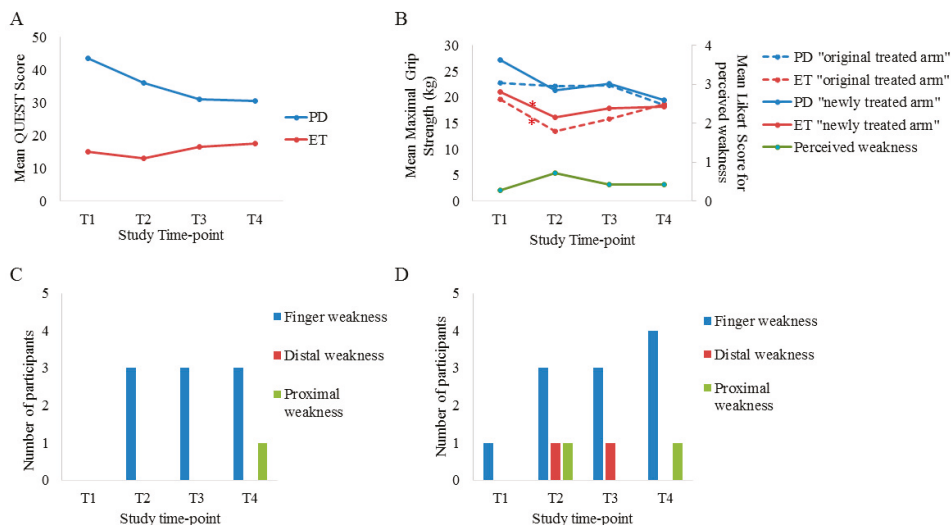 A
Mean QUEST Score
50
40
30
20
10
0
T1 T2 T3 T4
Study Time-point
PD
ET
B
Mean Maximal Grip
Strength (kg)
30
25
20
15
10
5
0
*
*
T1 T2 T3 T4
Study Time-point
4
3
2
1
0
Mean Likert Score for
perceived weakness
PD "original treated arm"
ET "original treated arm"
PD "newly treated arm"
ET "newly treated arm"
Perceived weakness
C
Number of participants
5
4
3
2
1
0
T1 T2 T3 T4
Study time-point
Finger weakness
Distal weakness
Proximal
weakness
D
Number of participants
5
4
3
2
1
0
T1 T2 T3 T4
Study time-point
Finger weakness
Distal weakness
Proximal
weakness